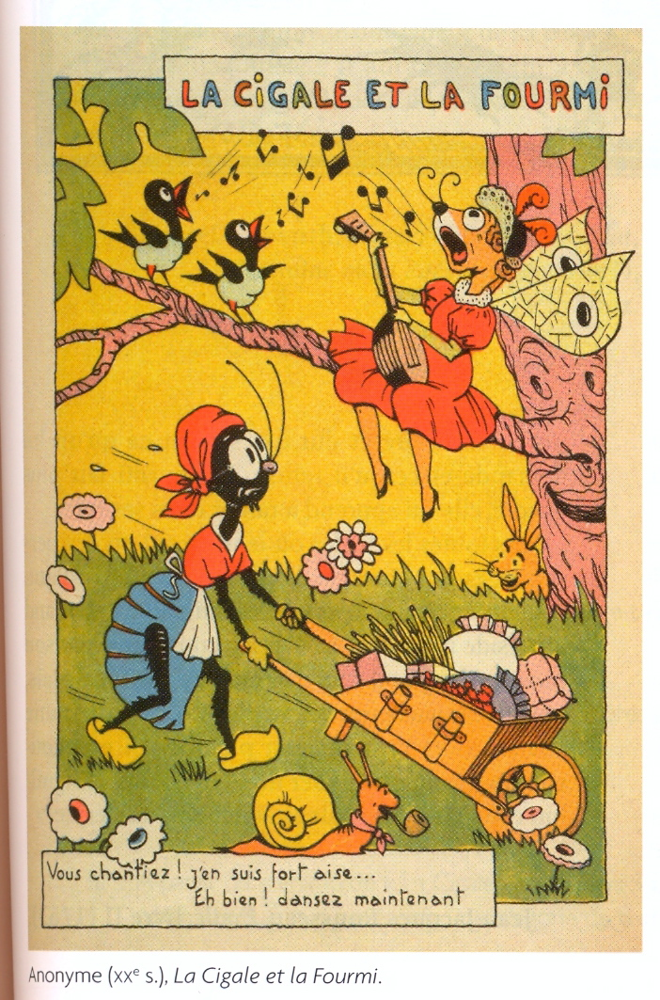 LA CiGALE ET LA FOURMi
Vous chantiez ! j'en suis fort aise...
Eh bien ! dansez maintenant
Anonyme (XXᵉ s.), La Cigale et la Fourmi.